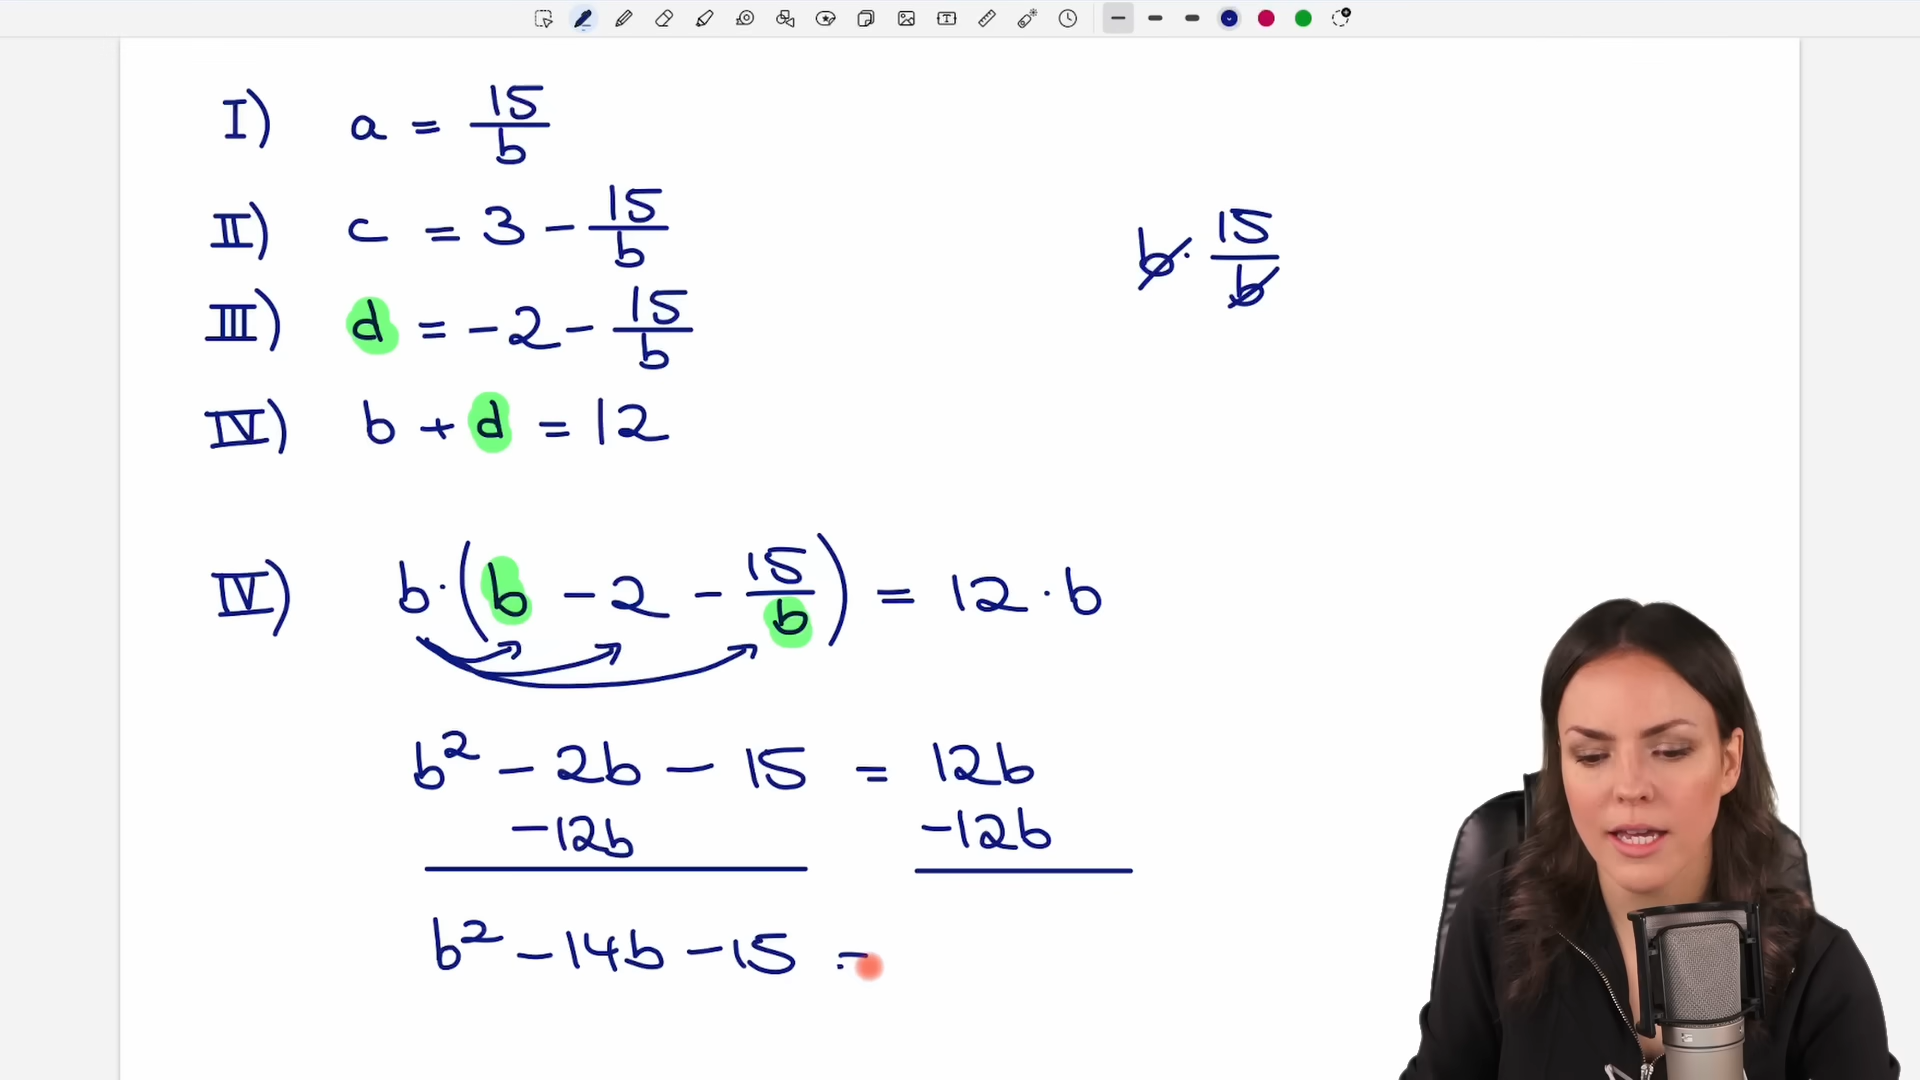 I) a = 15/b
II) c = 3 - 15/b
b · 15/b
III) d = -2 - 15/b
IV) b + d = 12
IV) b · (b - 2 - 15/b) = 12 · b
b² - 2b - 15 = 12b
-12b -12b
b² - 14b - 15 =